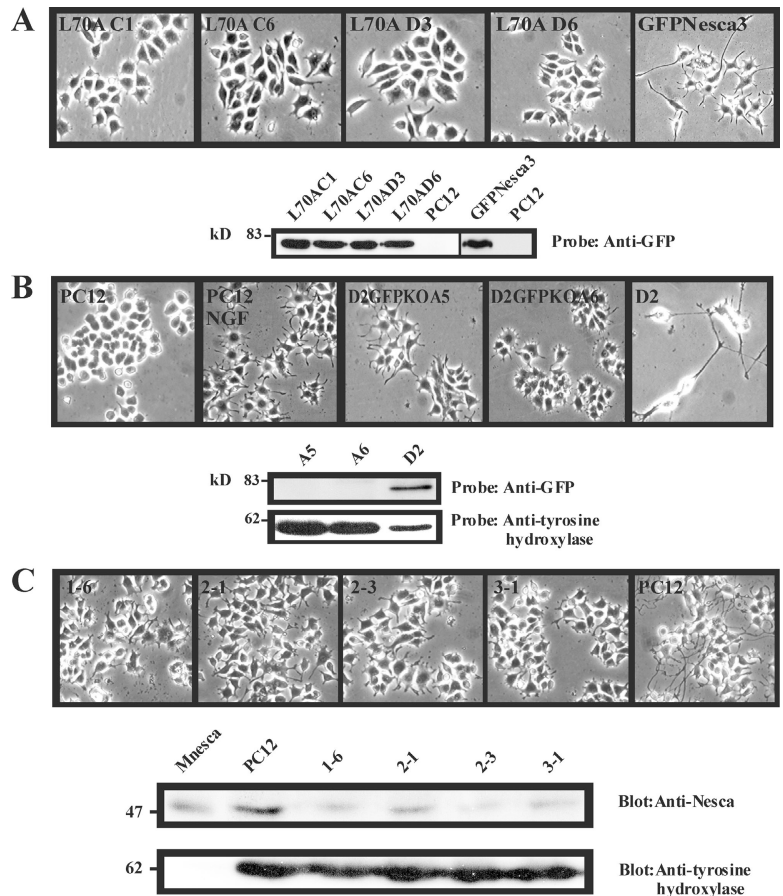 A
L70A C1
L70A C6
L70A D3
L70A D6
GFPNesca3
L70AC1
L70AC6
L70AD3
L70AD6
PC12
GFPNesca3
PC12
kD
83
Probe: Anti-GFP
B
PC12
PC12
NGF
D2GFPKOA5
D2GFPKOA6
D2
A5
A6
D2
kD
83
Probe: Anti-GFP
62
Probe: Anti-tyrosine
hydroxylase
C
1-6
2-1
2-3
3-1
PC12
Mnesca
PC12
1-6
2-1
2-3
3-1
47
Blot:Anti-Nesca
62
Blot:Anti-tyrosine
hydroxylase